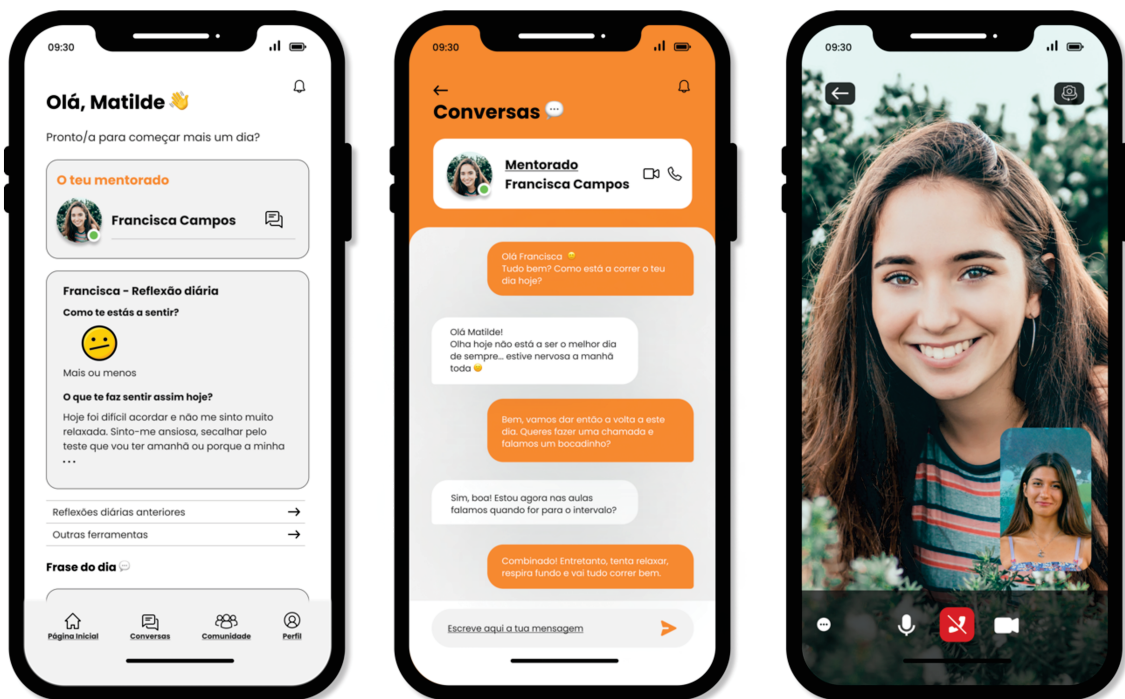 09:30
Olá, Matilde 👋
Pronto/a para começar mais um dia?
O teu mentorado
Francisca Campos
Francisca - Reflexão diária
Como te estás a sentir?
Mais ou menos
O que te faz sentir assim hoje?
Hoje foi difícil acordar e não me sinto muito
relaxada. Sinto-me ansiosa, secalhar pelo
teste que vou ter amanhã ou porque a minha
...
Reflexões diárias anteriores
Outras ferramentas
Frase do dia 💬
Página Inicial
Conversas
Comunidade
Perfil
09:30
Conversas 💬
Mentorado
Francisca Campos
Olá Francisca 😊
Tudo bem? Como está a correr o teu
dia hoje?
Olá Matilde!
Olha hoje não está a ser o melhor dia
de sempre... estive nervosa a manhã
toda 😕
Bem, vamos dar então a volta a este
dia. Queres fazer uma chamada e
falamos um bocadinho?
Sim, boa! Estou agora nas aulas
falamos quando for para o intervalo?
Combinado! Entretanto, tenta relaxar,
respira fundo e vai tudo correr bem.
Escreve aqui a tua mensagem
09:30